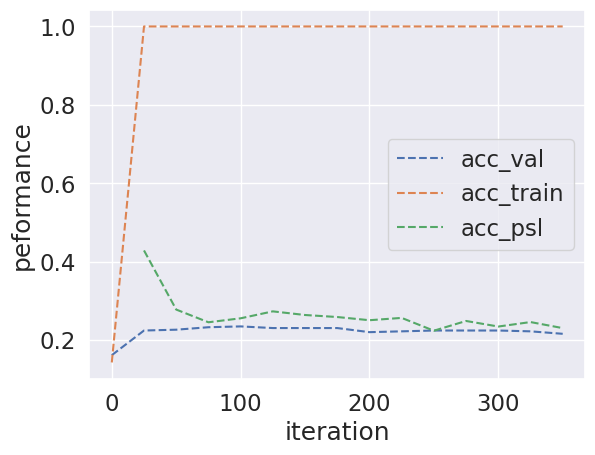 1.0
0.8
0.6
0.4
0.2
peformance
acc_val
acc_train
acc_psl
0 100 200 300
iteration